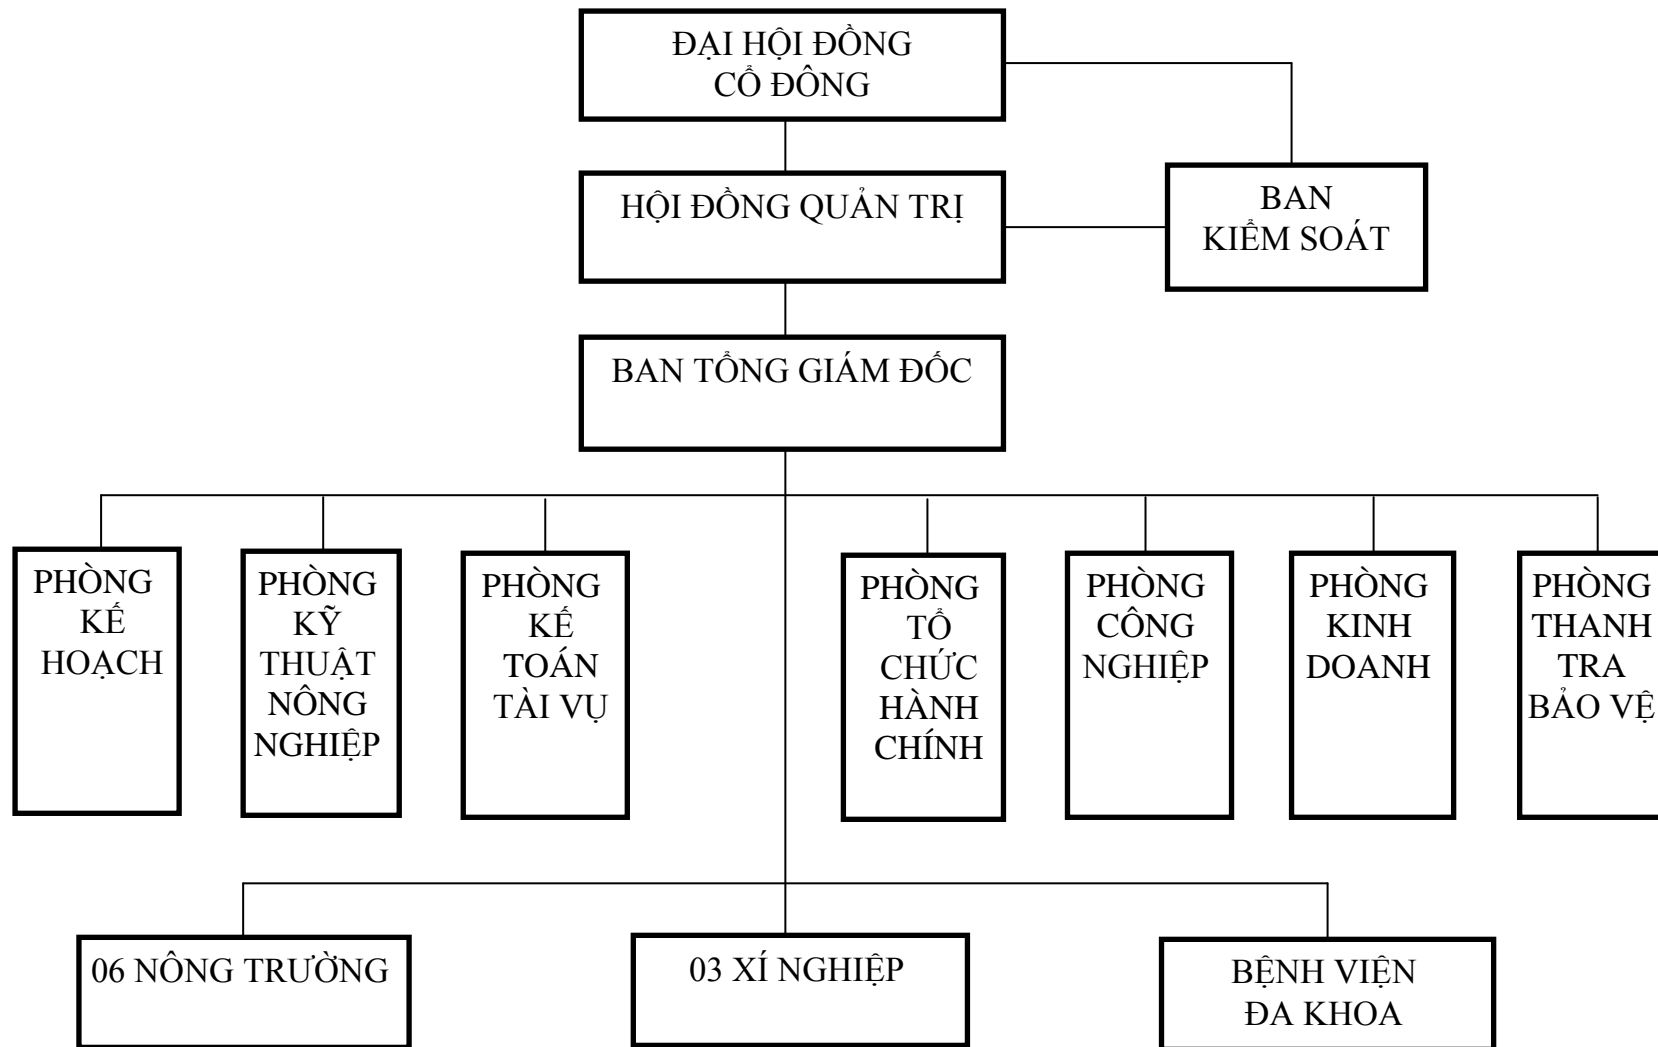 ĐẠI HỘI ĐỒNG
CỔ ĐÔNG
HỘI ĐỒNG QUẢN TRỊ
BAN
KIỂM SOÁT
BAN TỔNG GIÁM ĐỐC
PHÒNG
KẾ
HOẠCH
PHÒNG
KỸ
THUẬT
NÔNG
NGHIỆP
PHÒNG
KẾ
TOÁN
TÀI VỤ
PHÒNG
TỔ
CHỨC
HÀNH
CHÍNH
PHÒNG
CÔNG
NGHIỆP
PHÒNG
KINH
DOANH
PHÒNG
THANH
TRA
BẢO VỆ
06 NÔNG TRƯỜNG
03 XÍ NGHIỆP
BỆNH VIỆN
ĐA KHOA